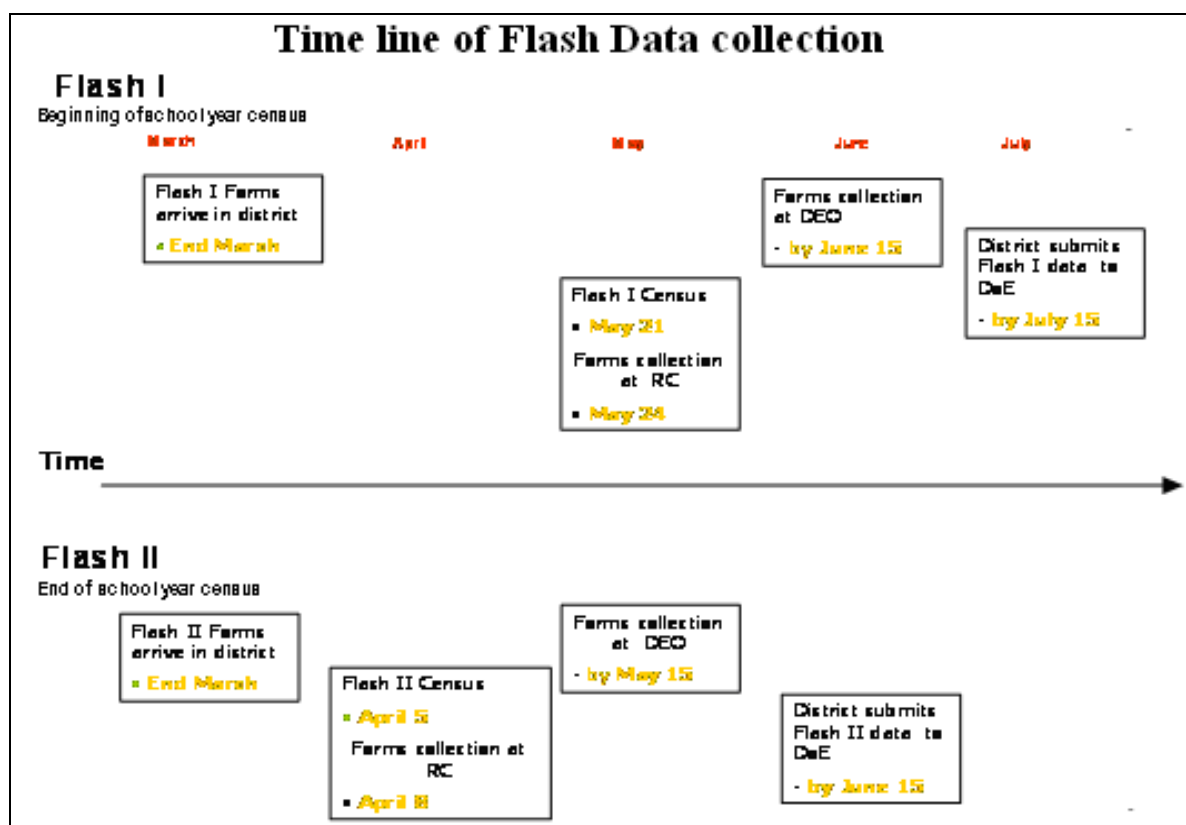 Time line of Flash Data collection
Flash I
Beginning of school year census
March April May June July
Flash I Forms
arrive in district
End March
Flash I Census
May 21
Forms collection
at RC
May 24
Forms collection
at DEO
- by June 15
District submits
Flash I data to
DoE
- by July 15
Time
Flash II
End of school year census
Flash II Forms
arrive in district
End March
Flash II Census
April 5
Forms collection at
RC
April 8
Forms collection
at DEO
- by May 15
District submits
Flash II data to
DoE
- by June 15